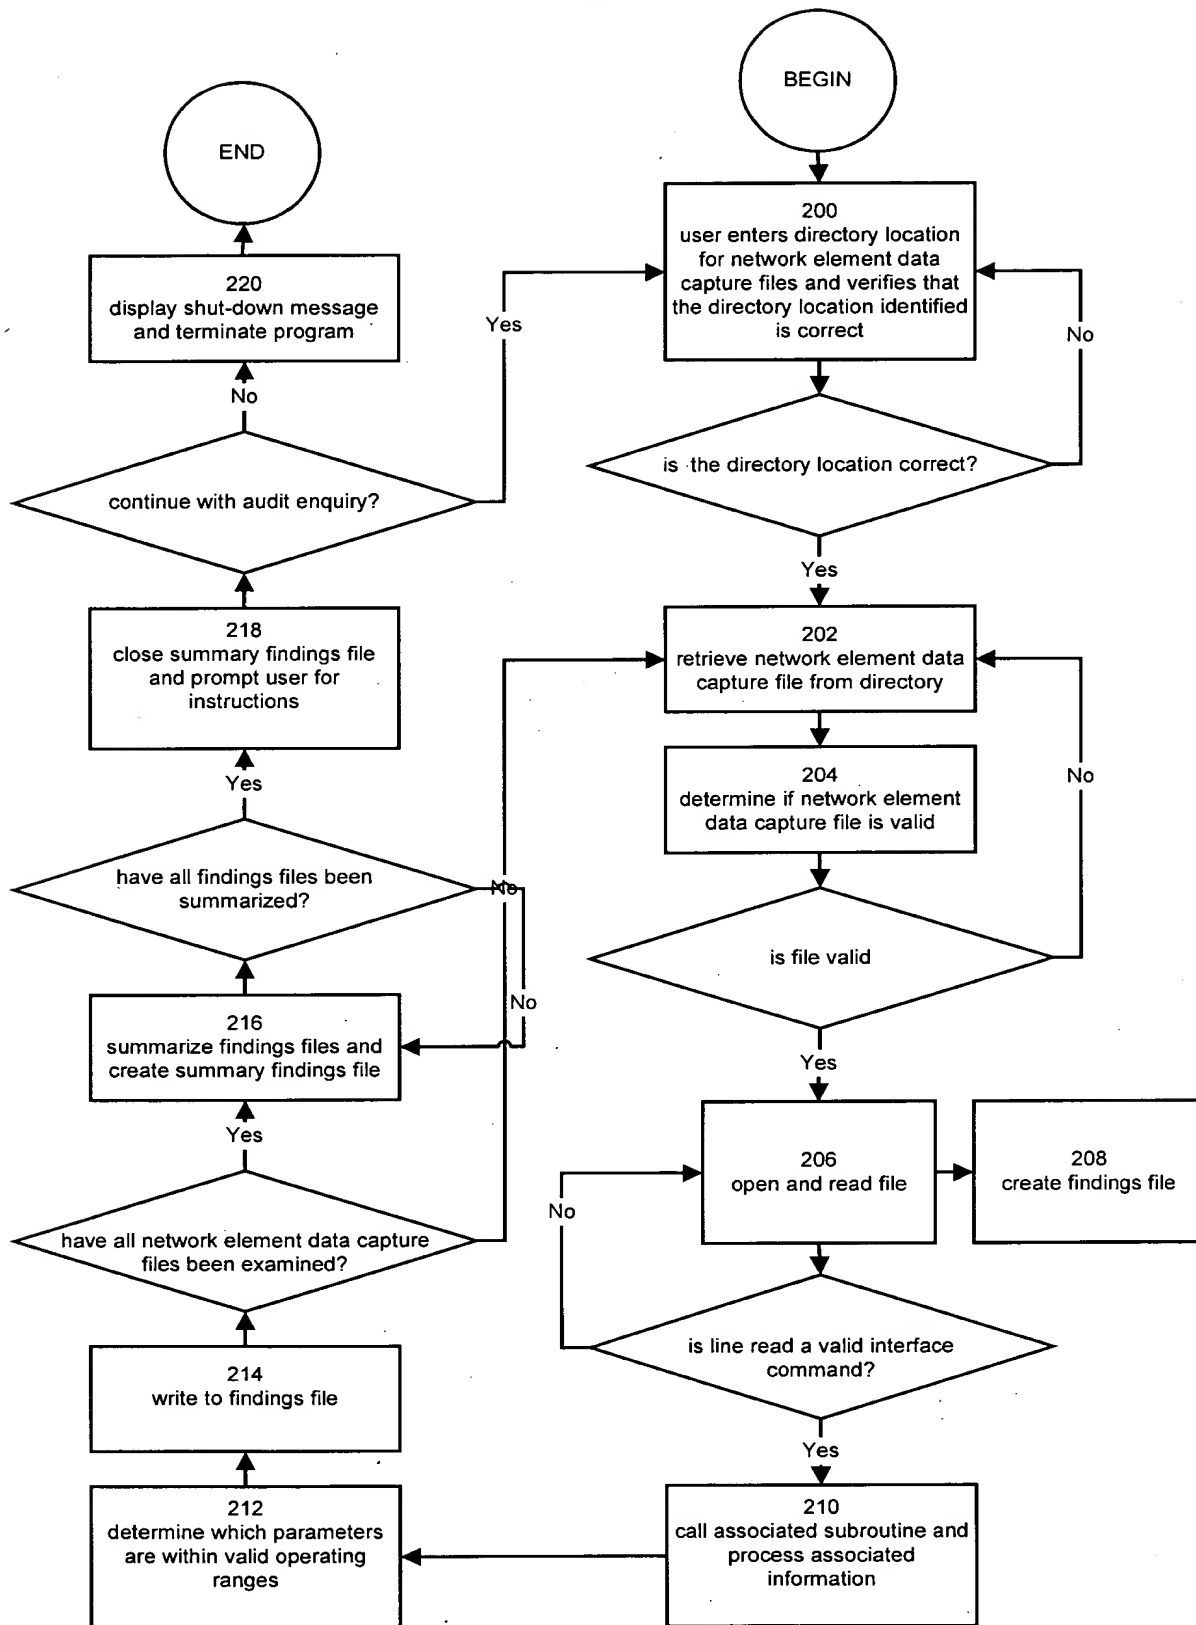 BEGIN
200
user enters directory location
for network element data
capture files and verifies that
the directory location identified
is correct
No
is the directory location correct?
Yes
202
retrieve network element data
capture file from directory
204
determine if network element
data capture file is valid
No
is file valid
Yes
206
open and read file
208
create findings file
No
is line read a valid interface
command?
Yes
210
call associated subroutine and
process associated
information
212
determine which parameters
are within valid operating
ranges
214
write to findings file
have all network element data capture
files been examined?
No
Yes
216
summarize findings files and
create summary findings file
have all findings files been
summarized?
No
Yes
218
close summary findings file
and prompt user for
instructions
continue with audit enquiry?
Yes
No
220
display shut-down message
and terminate program
END